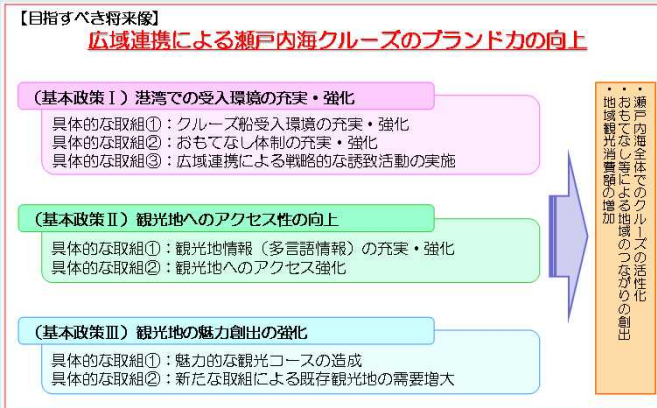 【目指すべき将来像】
広域連携による瀬戸内海クルーズのブランド力の向上
（基本政策Ⅰ）港湾での受入環境の充実・強化
具体的な取組①：クルーズ船受入環境の充実・強化
具体的な取組②：おもてなし体制の充実・強化
具体的な取組③：広域連携による戦略的な誘致活動の実施
（基本政策Ⅱ）観光地へのアクセス性の向上
具体的な取組①：観光地情報（多言語情報）の充実・強化
具体的な取組②：観光地へのアクセス強化
（基本政策Ⅲ）観光地の魅力創出の強化
具体的な取組①：魅力的な観光コースの造成
具体的な取組②：新たな取組による既存観光地の需要増大
・瀬戸内海全体でのクルーズの活性化
・おもてなし等による地域のつながりの創出
・地域観光消費額の増加